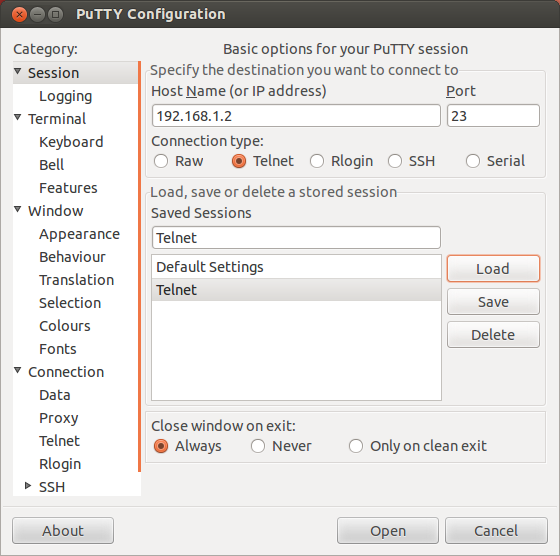 PuTTY Configuration
Category:
Session
Logging
Terminal
Keyboard
Bell
Features
Window
Appearance
Behaviour
Translation
Selection
Colours
Fonts
Connection
Data
Proxy
Telnet
Rlogin
SSH
Basic options for your PuTTY session
Specify the destination you want to connect to
Host Name (or IP address) Port
192.168.1.2 23
Connection type:
Raw Telnet Rlogin SSH Serial
Load, save or delete a stored session
Saved Sessions
Telnet
Default Settings
Telnet
Load
Save
Delete
Close window on exit:
Always Never Only on clean exit
About Open Cancel